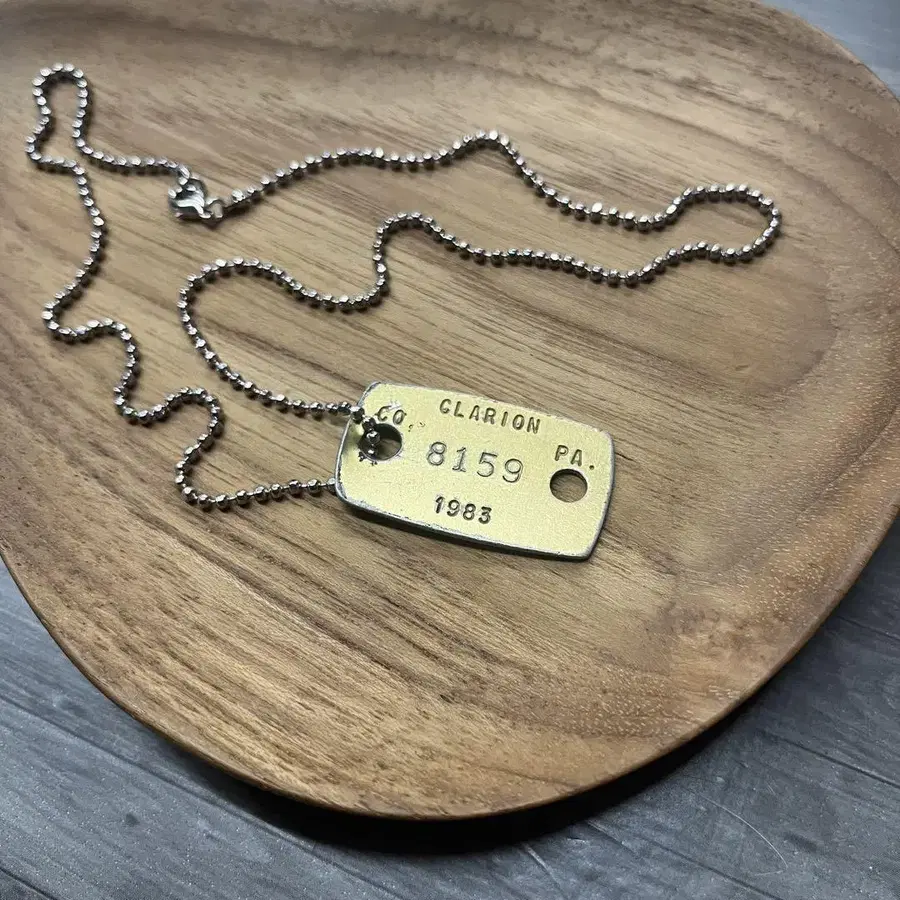 CLARION
CO. PA.
8159
1983